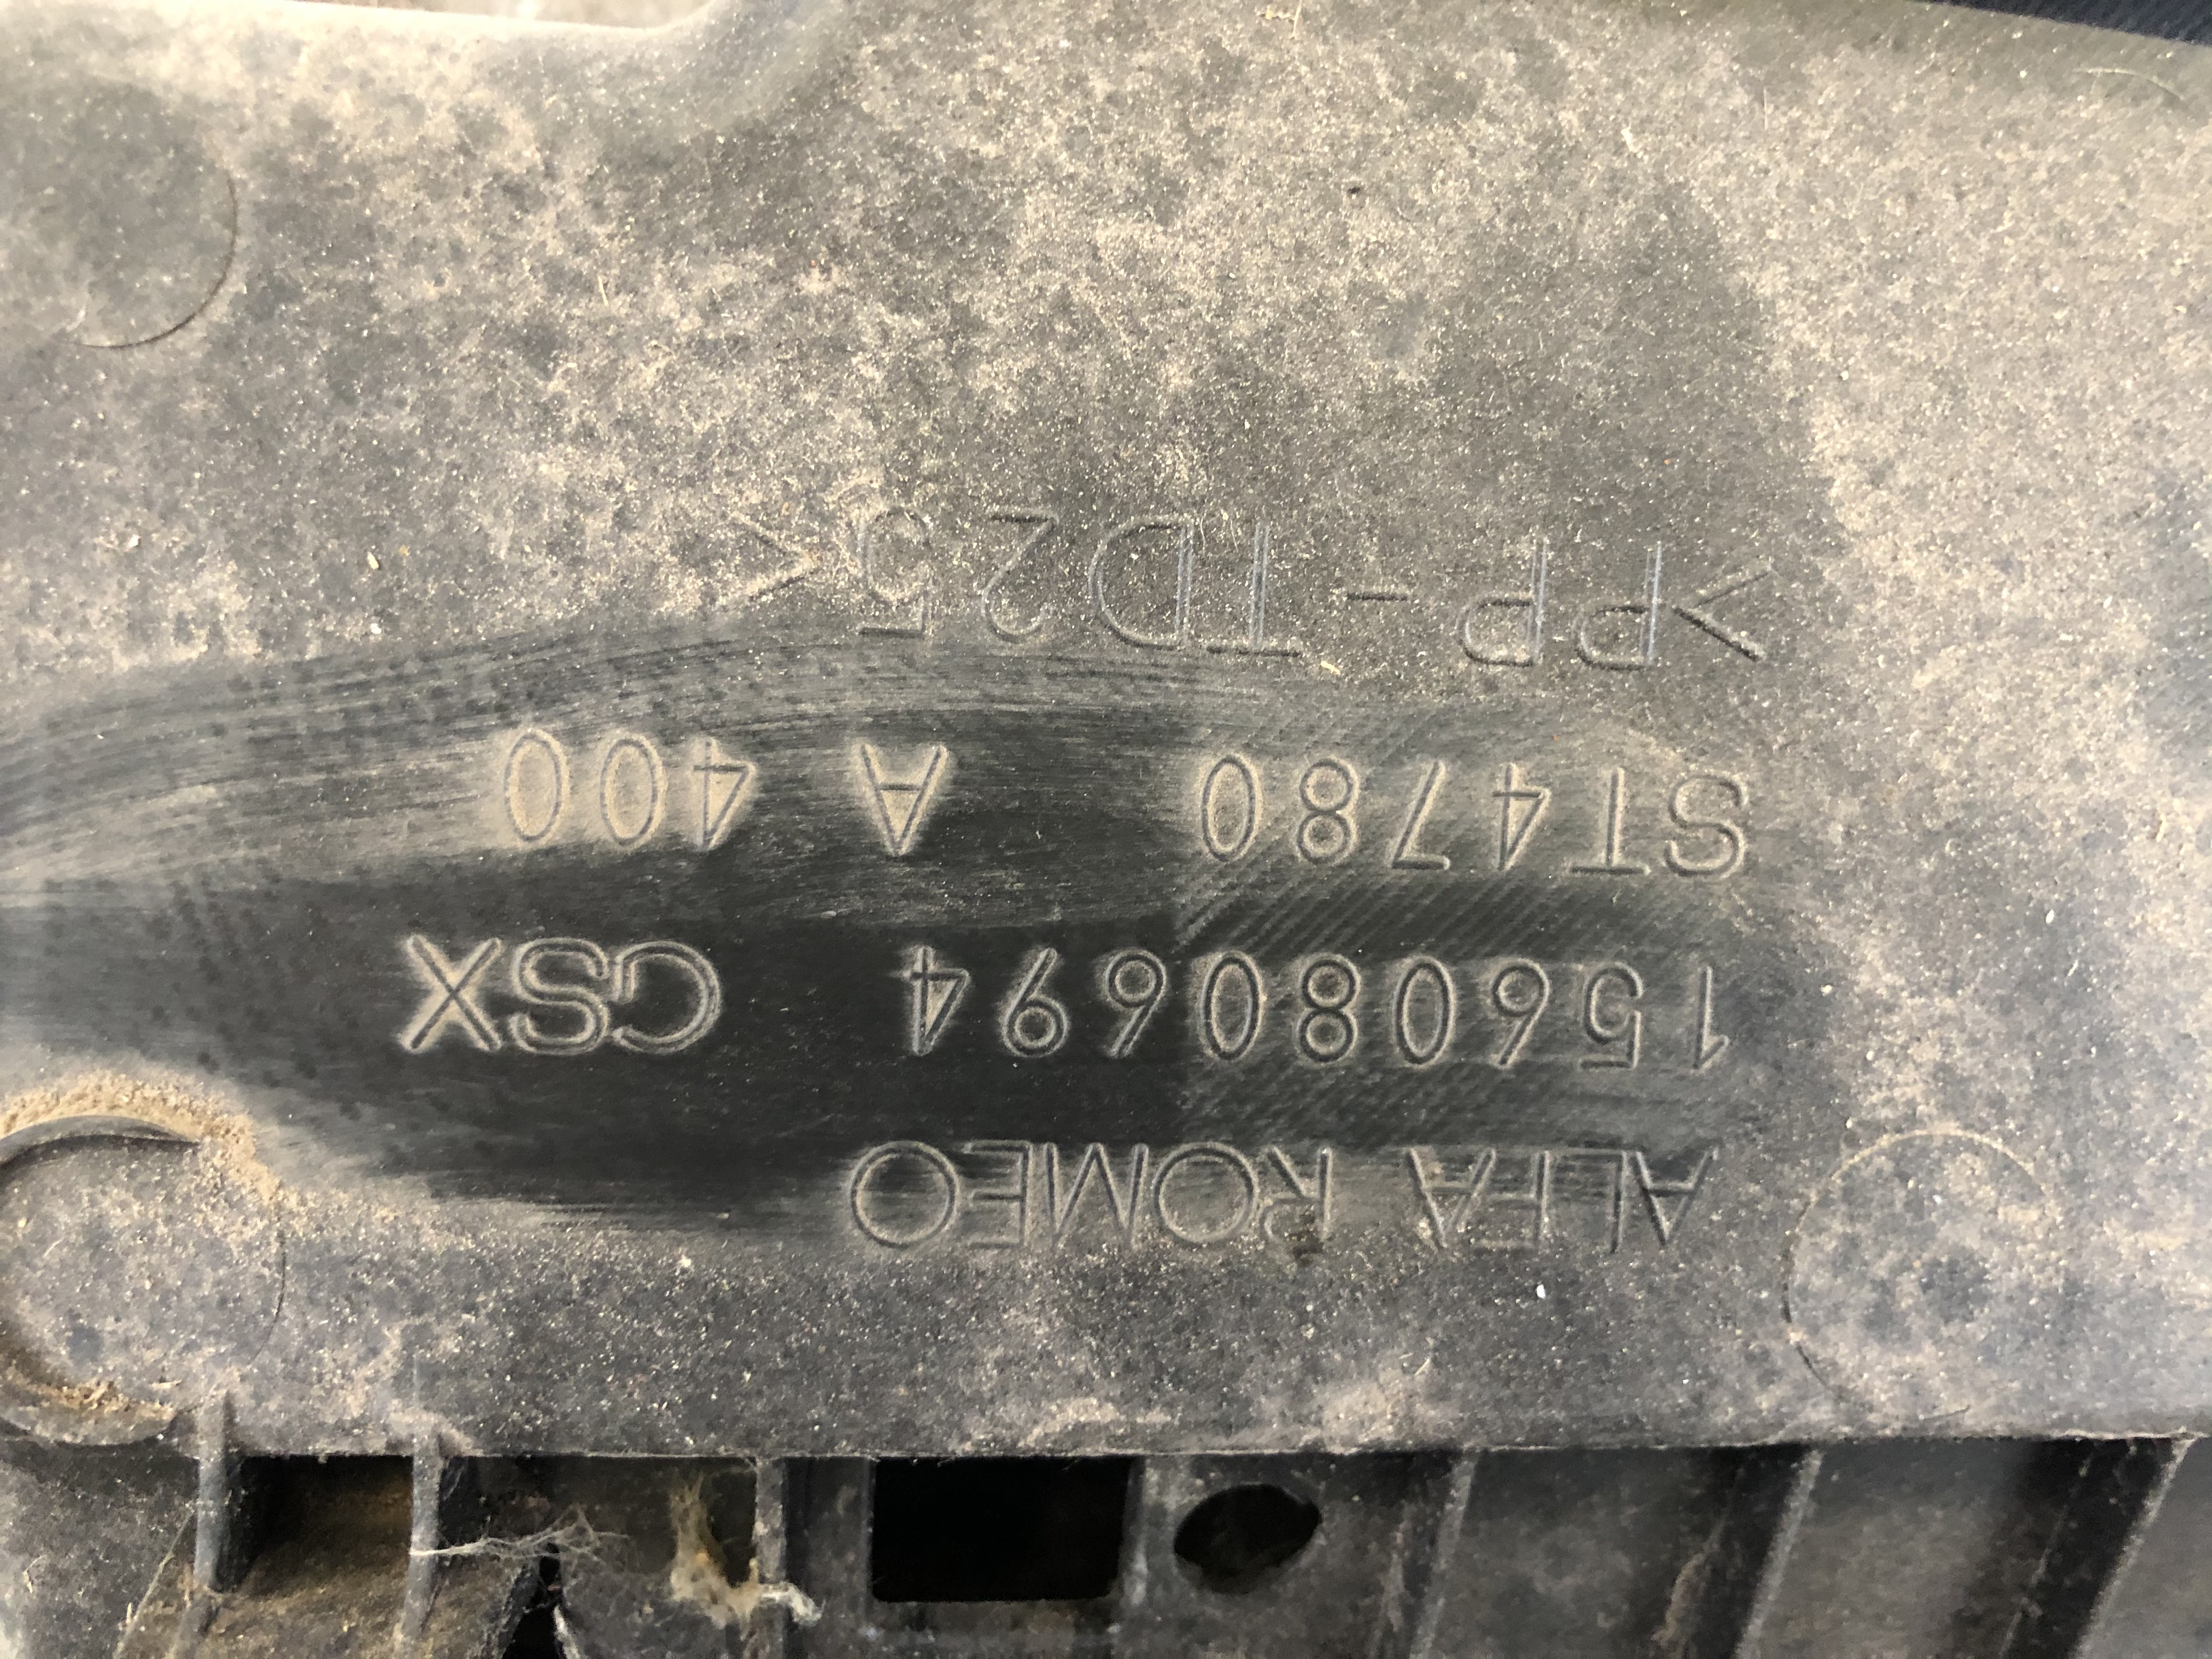 ALFA ROMEO
156080694 CSX
ST4780 A 400
>PP-TD25<